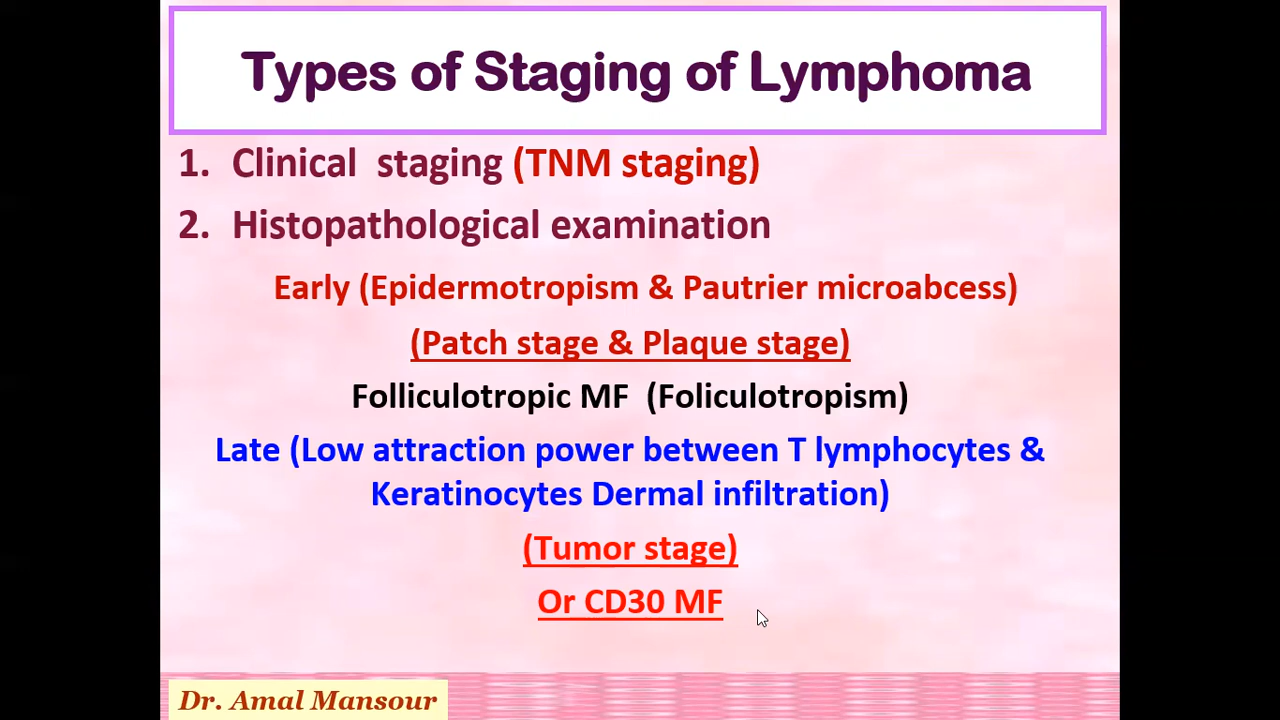 Types of Staging of Lymphoma
1. Clinical staging (TNM staging)
2. Histopathological examination
Early (Epidermotropism & Pautrier microabcess)
(Patch stage & Plaque stage)
Folliculotropic MF (Foliculotropism)
Late (Low attraction power between T lymphocytes &
Keratinocytes Dermal infiltration)
(Tumor stage)
Or CD30 MF
Dr. Amal Mansour